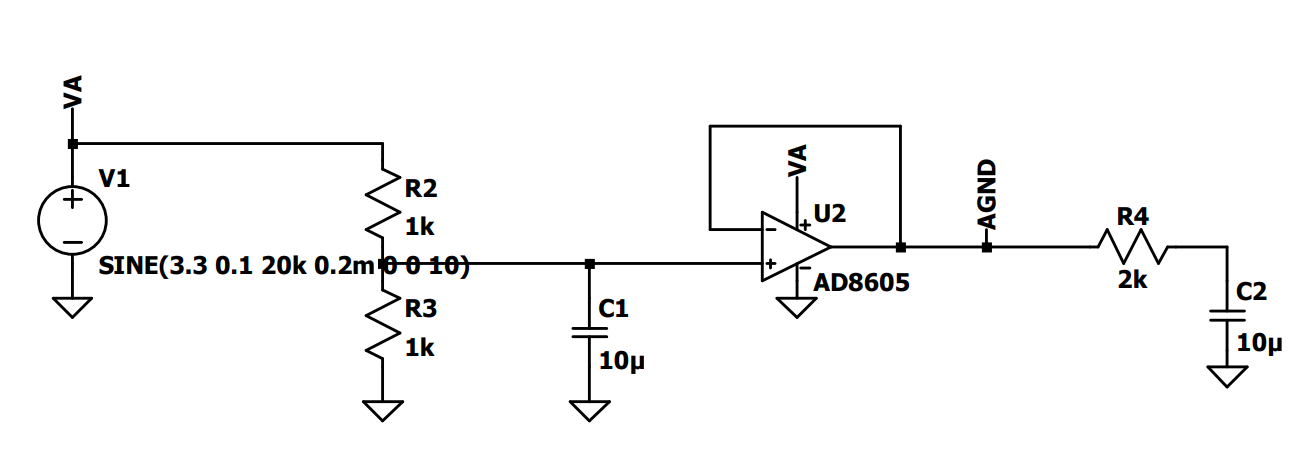 VA
V1
SINE(3.3 0.1 20k 0.2m 0 0 10)
R2
1k
R3
1k
C1
10µ
VA
U2
AD8605
AGND
R4
2k
C2
10µ